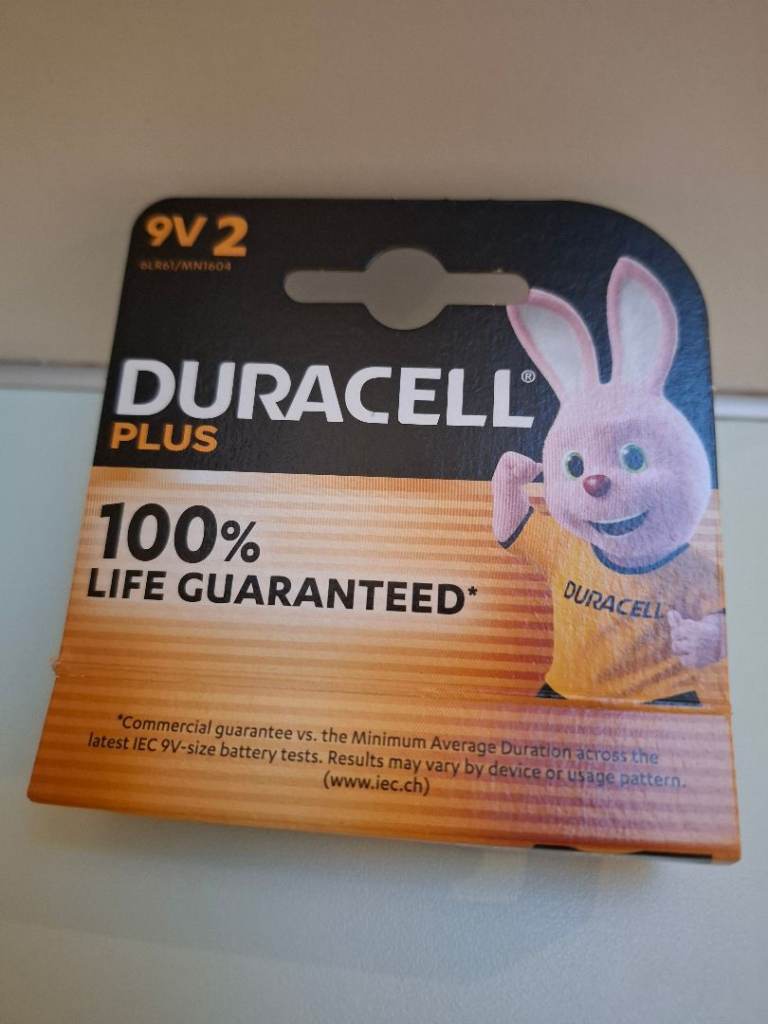 9V 2
6LR61/MN1604
DURACELL®
PLUS
100%
LIFE GUARANTEED*
DURACELL
*Commercial guarantee vs. the Minimum Average Duration across the
latest IEC 9V-size battery tests. Results may vary by device or usage pattern.
(www.iec.ch)